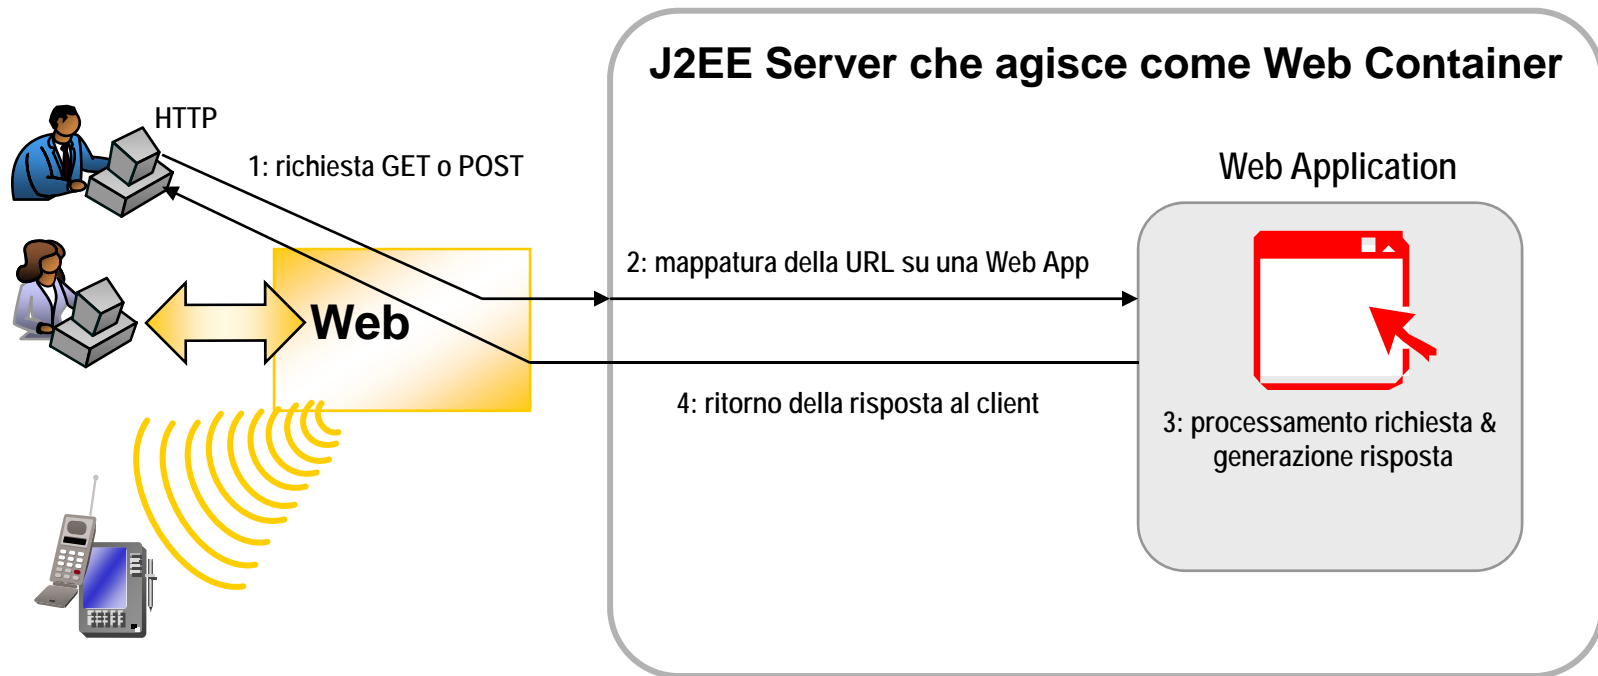 J2EE Server che agisce come Web Container
HTTP
1: richiesta GET o POST
Web Application
2: mappatura della URL su una Web App
Web
4: ritorno della risposta al client
3: processamento richiesta &
generazione risposta